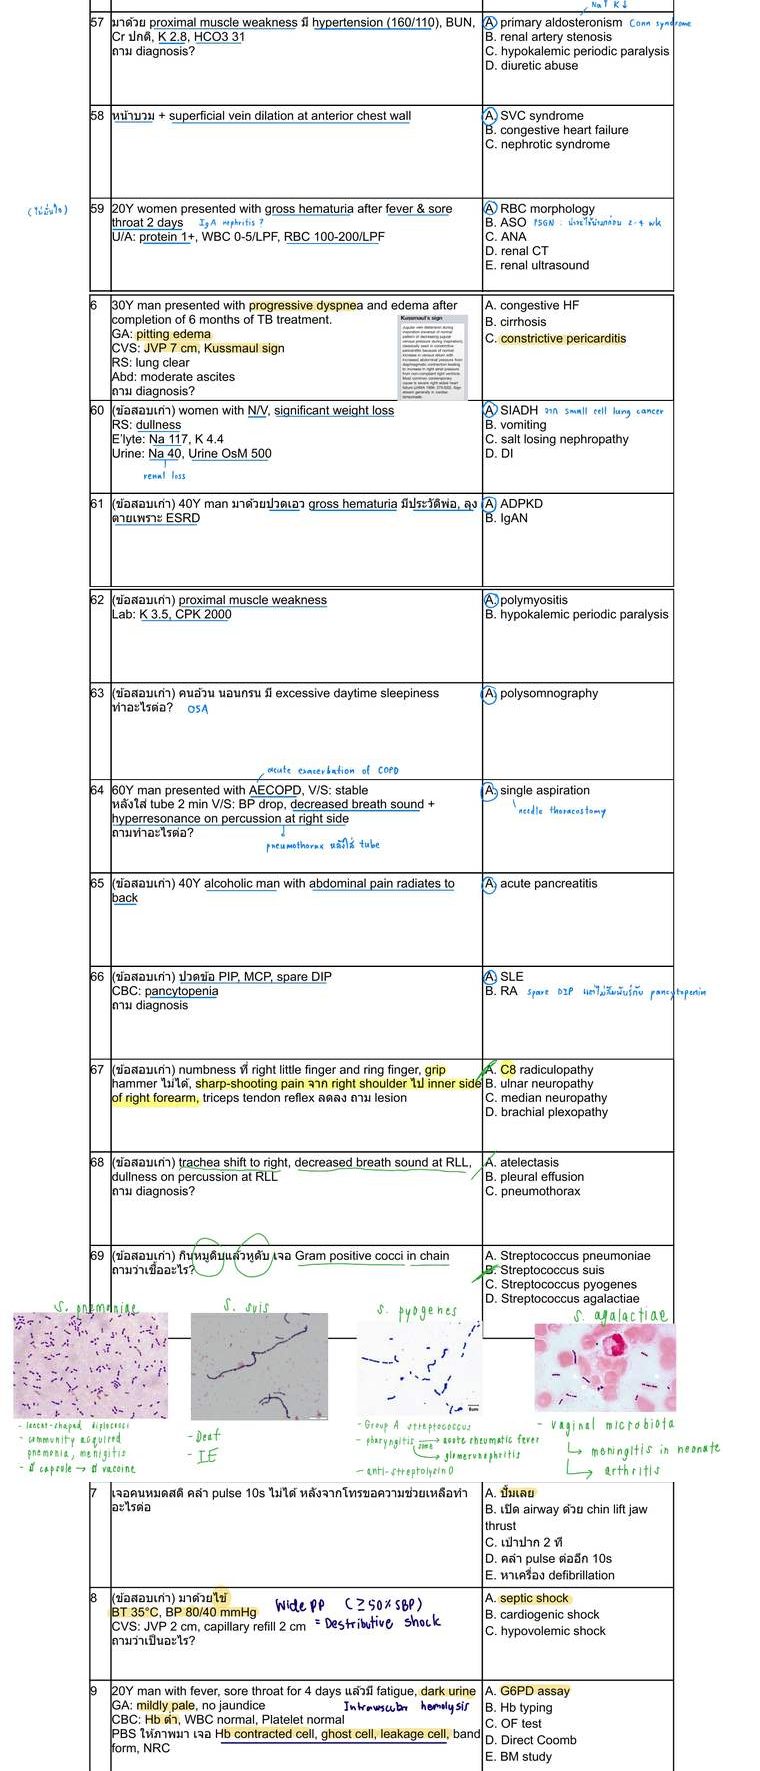 Na↑ K↓
57 มาด้วย proximal muscle weakness มี hypertension (160/110), BUN,
Cr ปกติ, K 2.8, HCO3 31
ถาม diagnosis?
A. primary aldosteronism Conn syndrome
B. renal artery stenosis
C. hypokalemic periodic paralysis
D. diuretic abuse
58 หน้าบวม + superficial vein dilation at anterior chest wall
A. SVC syndrome
B. congestive heart failure
C. nephrotic syndrome
(ไม่มั่นใจ)
59 20Y women presented with gross hematuria after fever & sore
throat 2 days IgA nephritis ?
U/A: protein 1+, WBC 0-5/LPF, RBC 100-200/LPF
A. RBC morphology
B. ASO PSGN : น่าจะใช้เวลาก่อน 2-4 wk
C. ANA
D. renal CT
E. renal ultrasound
6 30Y man presented with progressive dyspnea and edema after
completion of 6 months of TB treatment.
GA: pitting edema
CVS: JVP 7 cm, Kussmaul sign
RS: lung clear
Abd: moderate ascites
ถาม diagnosis?
Kussmaul's sign
A. congestive HF
B. cirrhosis
C. constrictive pericarditis
60 (ข้อสอบเก่า) women with N/V, significant weight loss
RS: dullness
E'lyte: Na 117, K 4.4
Urine: Na 40, Urine OsM 500
renal loss
A. SIADH จาก small cell lung cancer
B. vomiting
C. salt losing nephropathy
D. DI
61 (ข้อสอบเก่า) 40Y man มาด้วยปวดเอว gross hematuria มีประวัติพ่อ, ลุง
ตายเพราะ ESRD
A. ADPKD
B. IgAN
62 (ข้อสอบเก่า) proximal muscle weakness
Lab: K 3.5, CPK 2000
A. polymyositis
B. hypokalemic periodic paralysis
63 (ข้อสอบเก่า) คนอ้วน นอนกรน มี excessive daytime sleepiness
ทำอะไรต่อ? OSA
A. polysomnography
acute exacerbation of COPD
64 60Y man presented with AECOPD, V/S: stable
หลังใส่ tube 2 min V/S: BP drop, decreased breath sound +
hyperresonance on percussion at right side
ถามทำอะไรต่อ?
pneumothorax หลังใส่ tube
A. single aspiration
needle thoracostomy
65 (ข้อสอบเก่า) 40Y alcoholic man with abdominal pain radiates to
back
A. acute pancreatitis
66 (ข้อสอบเก่า) ปวดข้อ PIP, MCP, spare DIP
CBC: pancytopenia
ถาม diagnosis
A. SLE
B. RA spare DIP แต่ไม่สัมพันธ์กับ pancytopenia
67 (ข้อสอบเก่า) numbness ที่ right little finger and ring finger, grip
hammer ไม่ได้, sharp-shooting pain จาก right shoulder ไป inner side
of right forearm, triceps tendon reflex ลดลง ถาม lesion
A. C8 radiculopathy
B. ulnar neuropathy
C. median neuropathy
D. brachial plexopathy
68 (ข้อสอบเก่า) trachea shift to right, decreased breath sound at RLL,
dullness on percussion at RLL
ถาม diagnosis?
A. atelectasis
B. pleural effusion
C. pneumothorax
69 (ข้อสอบเก่า) กินหมูดิบแล้วหูดับ เจอ Gram positive cocci in chain
ถามว่าเชื้ออะไร?
A. Streptococcus pneumoniae
B. Streptococcus suis
C. Streptococcus pyogenes
D. Streptococcus agalactiae
S. pnemoniae
S. suis
S. pyogenes
S. agalactiae
- lancet-shaped diplococci
- community acquired
pnemonia, menigitis
- มี capsule → มี vaccine
- Deaf
- IE
- Group A streptococcus
- pharyngitis some → acute rheumatic fever
→ glomerunephritis
- anti-streptolysin O
- vaginal microbiota
→ meningitis in neonate
→ arthritis
7 เจอคนหมดสติ คลำ pulse 10s ไม่ได้ หลังจากโทรขอความช่วยเหลือทำ
อะไรต่อ
A. ปั๊มเลย
B. เปิด airway ด้วย chin lift jaw
thrust
C. เป่าปาก 2 ที
D. คลำ pulse ต่ออีก 10s
E. หาเครื่อง defibrillation
8 (ข้อสอบเก่า) มาด้วยไข้
BT 35°C, BP 80/40 mmHg
CVS: JVP 2 cm, capillary refill 2 cm
ถามว่าเป็นอะไร?
Wide PP (≥50% SBP)
= Destributive shock
A. septic shock
B. cardiogenic shock
C. hypovolemic shock
9 20Y man with fever, sore throat for 4 days แล้วมี fatigue, dark urine
GA: mildly pale, no jaundice Intravascular hemolysis
CBC: Hb ต่ำ, WBC normal, Platelet normal
PBS ให้ภาพมา เจอ Hb contracted cell, ghost cell, leakage cell, band
form, NRC
A. G6PD assay
B. Hb typing
C. OF test
D. Direct Coomb
E. BM study